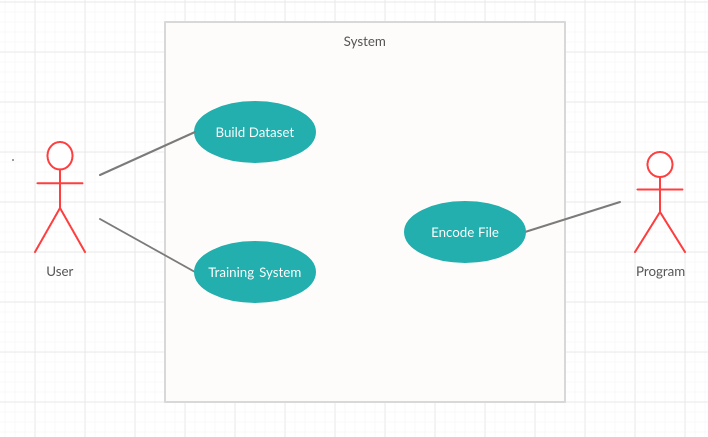 System
Build Dataset
Encode File
Training System
User
Program